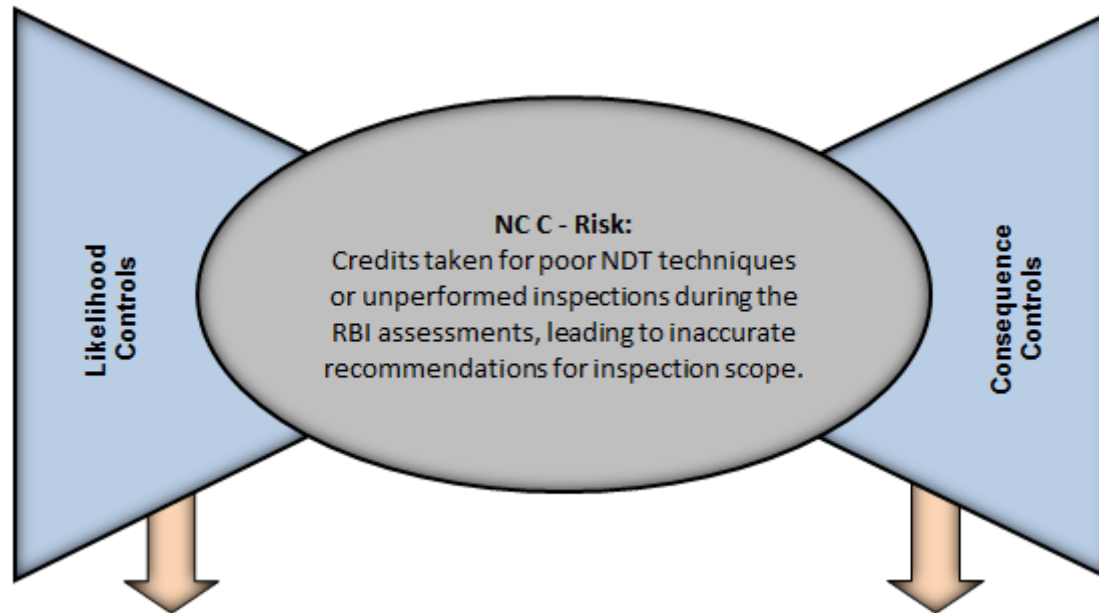 Likelihood
Controls
NC C - Risk:
Credits taken for poor NDT techniques
or unperformed inspections during the
RBI assessments, leading to inaccurate
recommendations for inspection scope.
Consequence
Controls